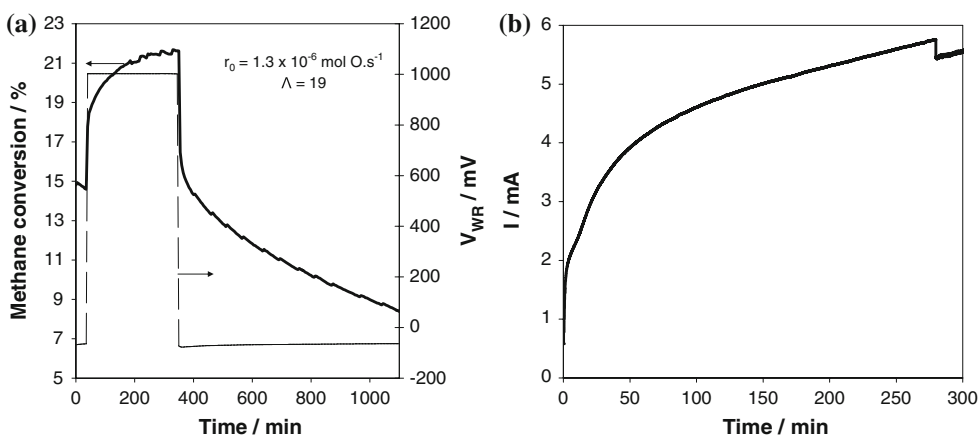 (a)
23
21
19
17
15
13
11
9
7
5
Methane conversion / %
r₀ = 1.3 x 10⁻⁶ mol O.s⁻¹
Λ = 19
1200
1000
800
600
400
200
0
-200
V_WR / mV
0 200 400 600 800 1000
Time / min
(b)
6
5
4
3
2
1
0
I / mA
0 50 100 150 200 250 300
Time / min